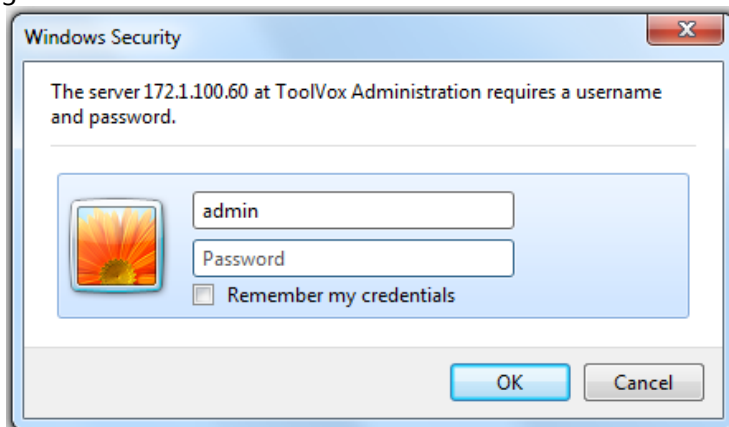 Windows Security
The server 172.1.100.60 at ToolVox Administration requires a username
and password.
admin
Password
Remember my credentials
OK
Cancel